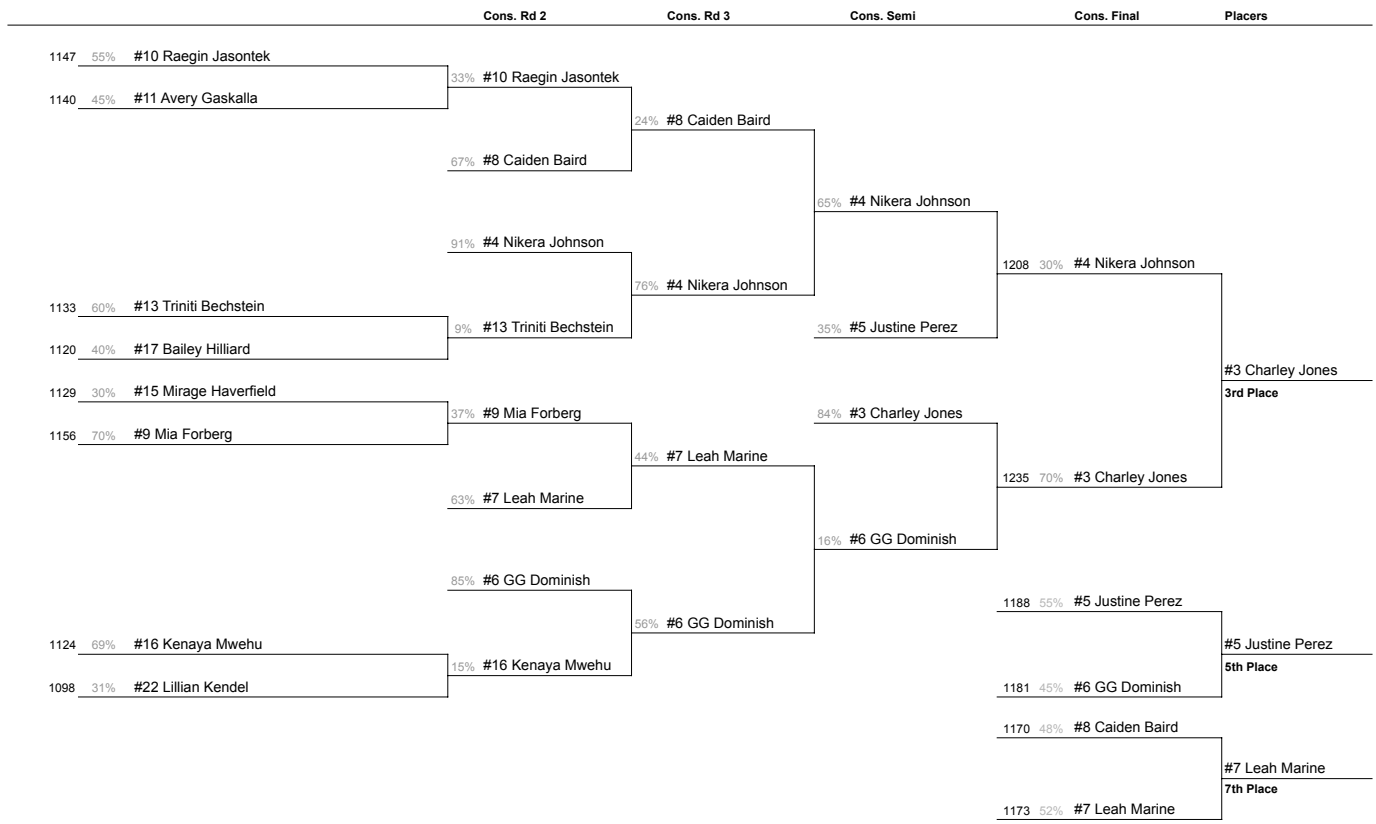 Cons. Rd 2 Cons. Rd 3 Cons. Semi Cons. Final Placers
1147 55% #10 Raegin Jasontek
33% #10 Raegin Jasontek
1140 45% #11 Avery Gaskalla
24% #8 Caiden Baird
67% #8 Caiden Baird
65% #4 Nikera Johnson
91% #4 Nikera Johnson
1208 30% #4 Nikera Johnson
76% #4 Nikera Johnson
1133 60% #13 Triniti Bechstein
9% #13 Triniti Bechstein
35% #5 Justine Perez
1120 40% #17 Bailey Hilliard
#3 Charley Jones
1129 30% #15 Mirage Haverfield
3rd Place
37% #9 Mia Forberg
84% #3 Charley Jones
1156 70% #9 Mia Forberg
44% #7 Leah Marine
1235 70% #3 Charley Jones
63% #7 Leah Marine
16% #6 GG Dominish
85% #6 GG Dominish
1188 55% #5 Justine Perez
56% #6 GG Dominish
1124 69% #16 Kenaya Mwehu
#5 Justine Perez
15% #16 Kenaya Mwehu
5th Place
1098 31% #22 Lillian Kendel
1181 45% #6 GG Dominish
1170 48% #8 Caiden Baird
#7 Leah Marine
7th Place
1173 52% #7 Leah Marine